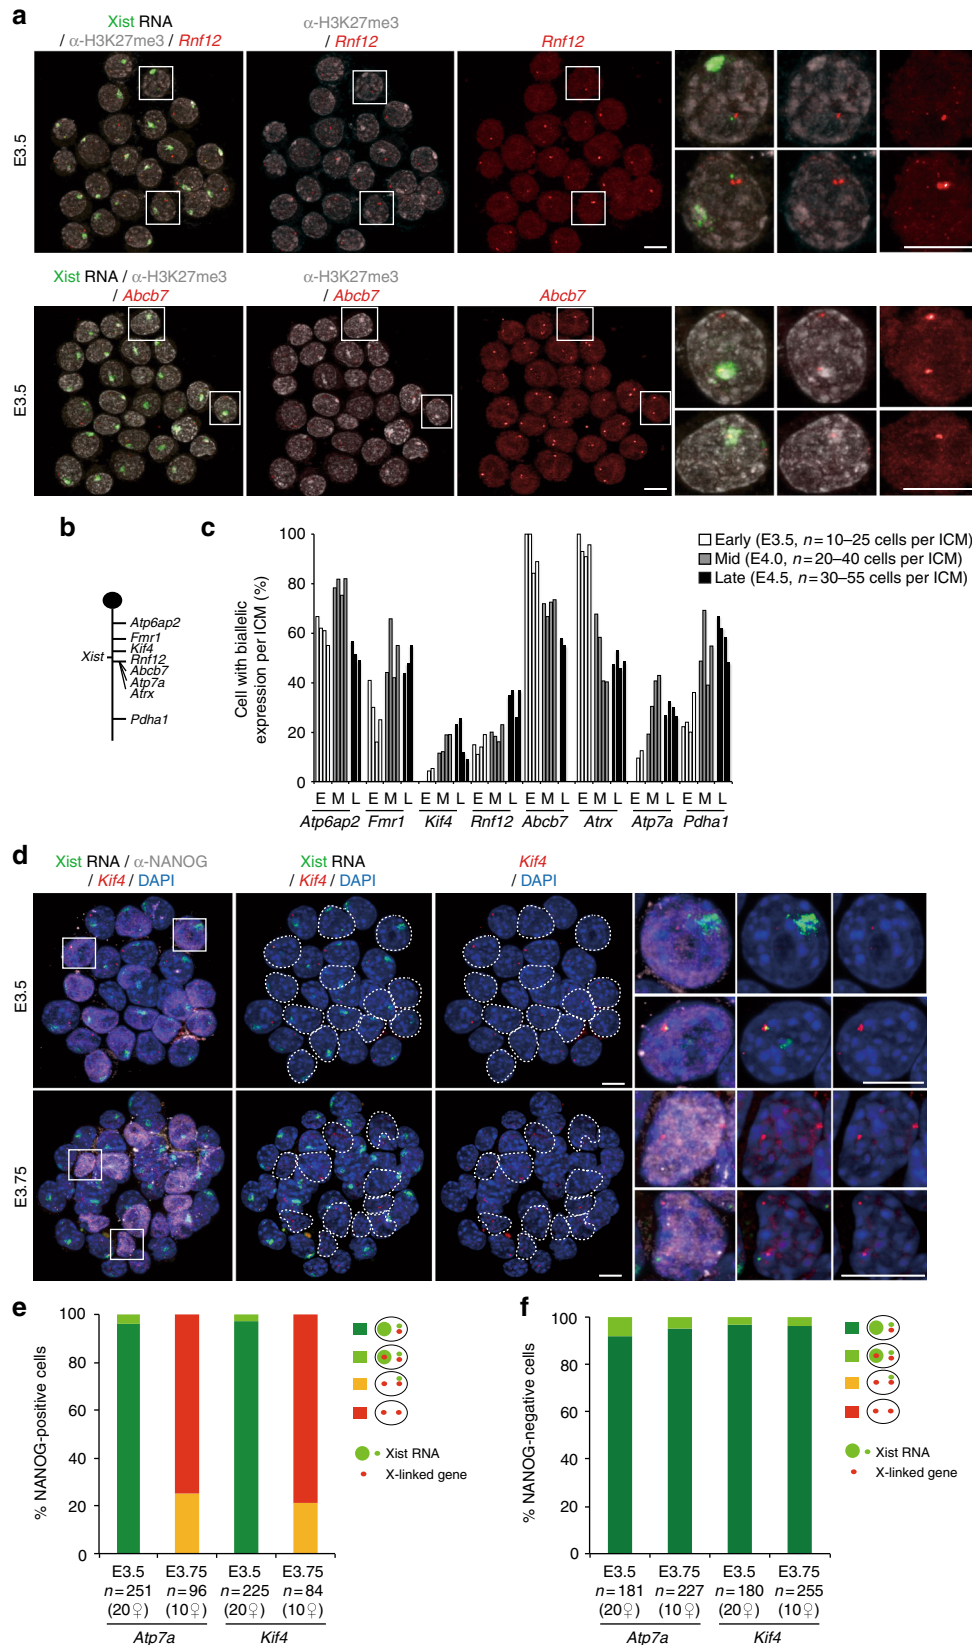 a
Xist RNA
/ α-H3K27me3 / Rnf12
α-H3K27me3
/ Rnf12
Rnf12
E3.5
Xist RNA / α-H3K27me3
/ Abcb7
α-H3K27me3
/ Abcb7
Abcb7
E3.5
b
Atp6ap2
Fmr1
Kif4
Xist
Rnf12
Abcb7
Atp7a
Atrx
Pdha1
c
Cell with biallelic
expression per ICM (%)
100
80
60
40
20
0
Early (E3.5, n=10–25 cells per ICM)
Mid (E4.0, n=20–40 cells per ICM)
Late (E4.5, n=30–55 cells per ICM)
E M L E M L E M L E M L E M L E M L E M L E M L
Atp6ap2 Fmr1 Kif4 Rnf12 Abcb7 Atrx Atp7a Pdha1
d
Xist RNA / α-NANOG
/ Kif4 / DAPI
Xist RNA
/ Kif4 / DAPI
Kif4
/ DAPI
E3.5
E3.75
e
% NANOG-positive cells
100
80
60
40
20
0
E3.5 E3.75 E3.5 E3.75
n=251 n=96 n=225 n=84
(20♀) (10♀) (20♀) (10♀)
Atp7a Kif4
Xist RNA
X-linked gene
f
% NANOG-negative cells
100
80
60
40
20
0
E3.5 E3.75 E3.5 E3.75
n=181 n=227 n=180 n=255
(20♀) (10♀) (20♀) (10♀)
Atp7a Kif4
Xist RNA
X-linked gene